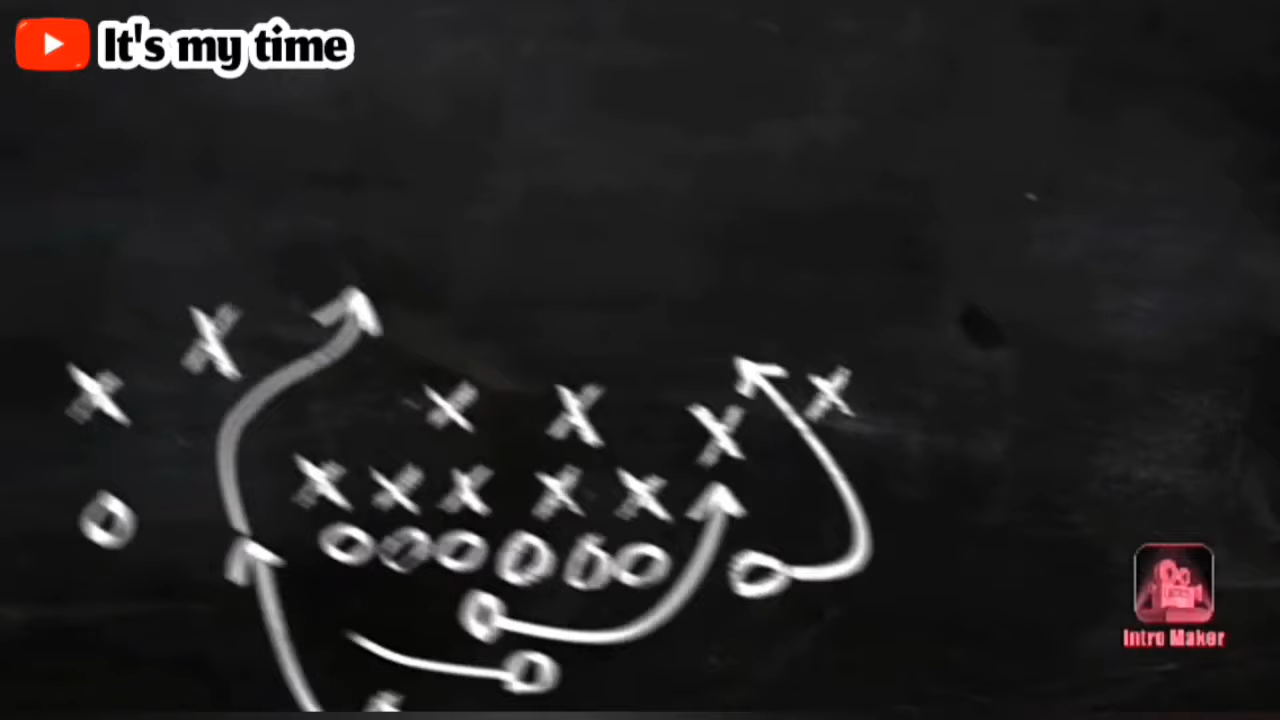 It's my time
X
X
X X X X
X X X X X
O O O O O O O O
O
O
Intro Maker